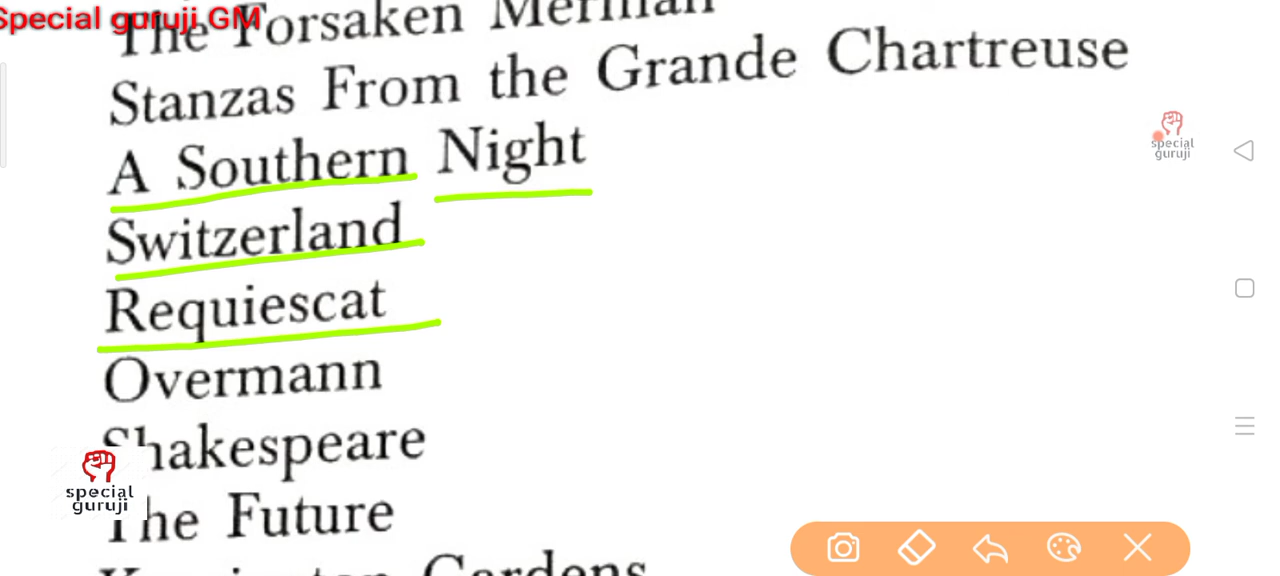 Special guruji GM
The Forsaken Merman
Stanzas From the Grande Chartreuse
A Southern Night
Switzerland
Requiescat
Overmann
Shakespeare
The Future
Gardens
special
guruji
special
guruji